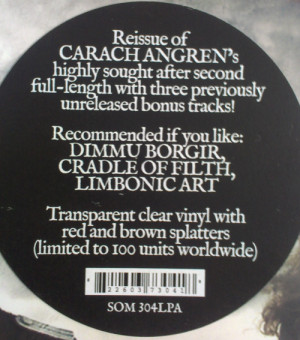 Reissue of
CARACH ANGREN's
highly sought after second
full-length with three previously
unreleased bonus tracks!
Recommended if you like:
DIMMU BORGIR,
CRADLE OF FILTH,
LIMBONIC ART
Transparent clear vinyl with
red and brown splatters
(limited to 100 units worldwide)
SOM 304LPA